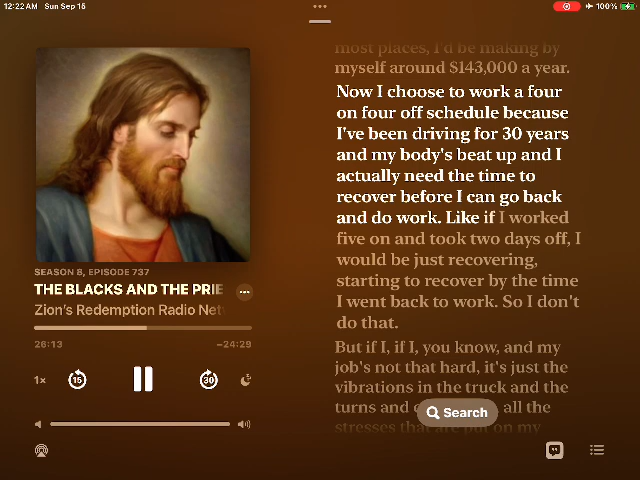 12:22 AM Sun Sep 15
100%
most places, I'd be making by
myself around $143,000 a year.
Now I choose to work a four
on four off schedule because
I've been driving for 30 years
and my body's beat up and I
actually need the time to
recover before I can go back
and do work. Like if I worked
five on and took two days off, I
would be just recovering,
starting to recover by the time
I went back to work. So I don't
do that.
But if I, if I, you know, and my
job's not that hard, it's just the
vibrations in the truck and the
turns and all the
stresses that are put on my
Search
SEASON 8, EPISODE 737
THE BLACKS AND THE PRIE
Zion's Redemption Radio Net
26:13
-24:29
1x
15
30